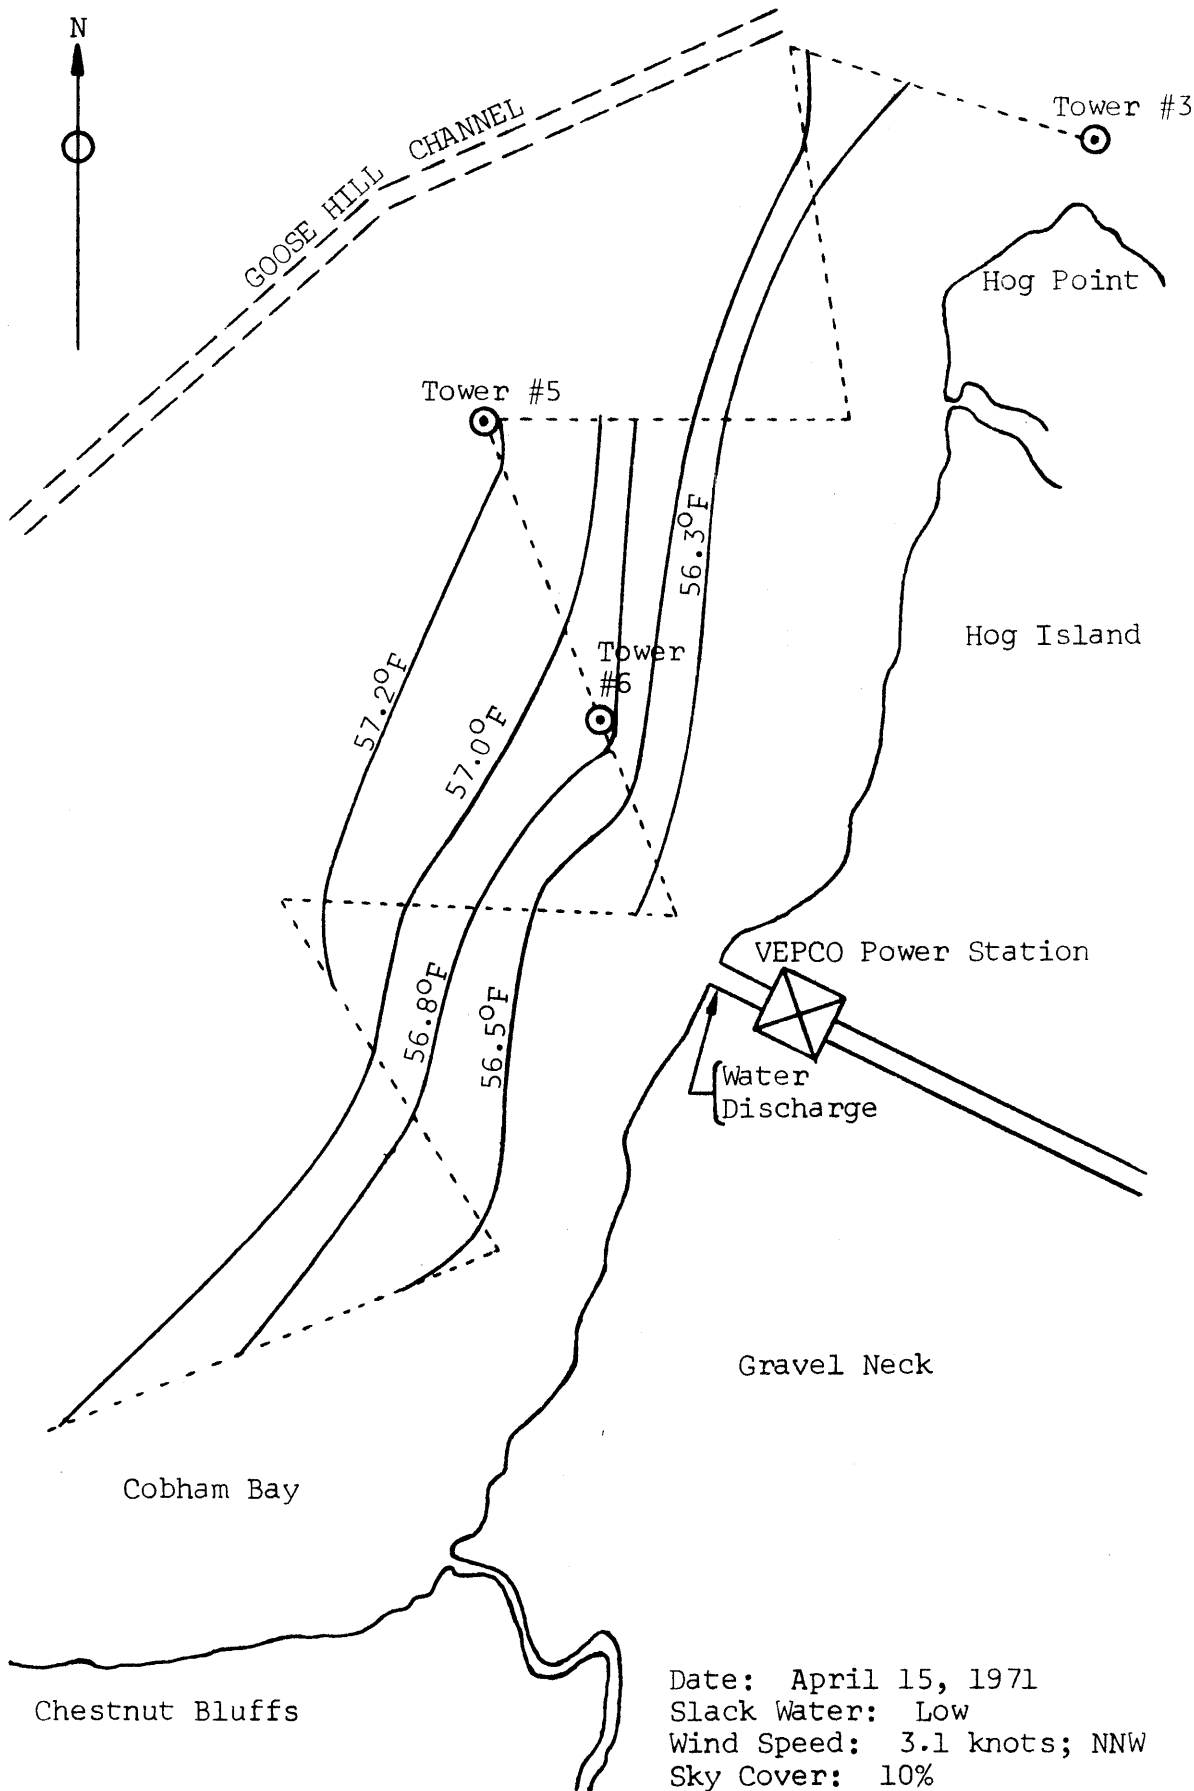 N
Tower #3
GOOSE HILL CHANNEL
Hog Point
Tower #5
56.3°F
Hog Island
Tower
#6
57.2°F
57.0°F
VEPCO Power Station
56.8°F
56.5°F
Water
Discharge
Gravel Neck
Cobham Bay
Chestnut Bluffs
Date: April 15, 1971
Slack Water: Low
Wind Speed: 3.1 knots; NNW
Sky Cover: 10%